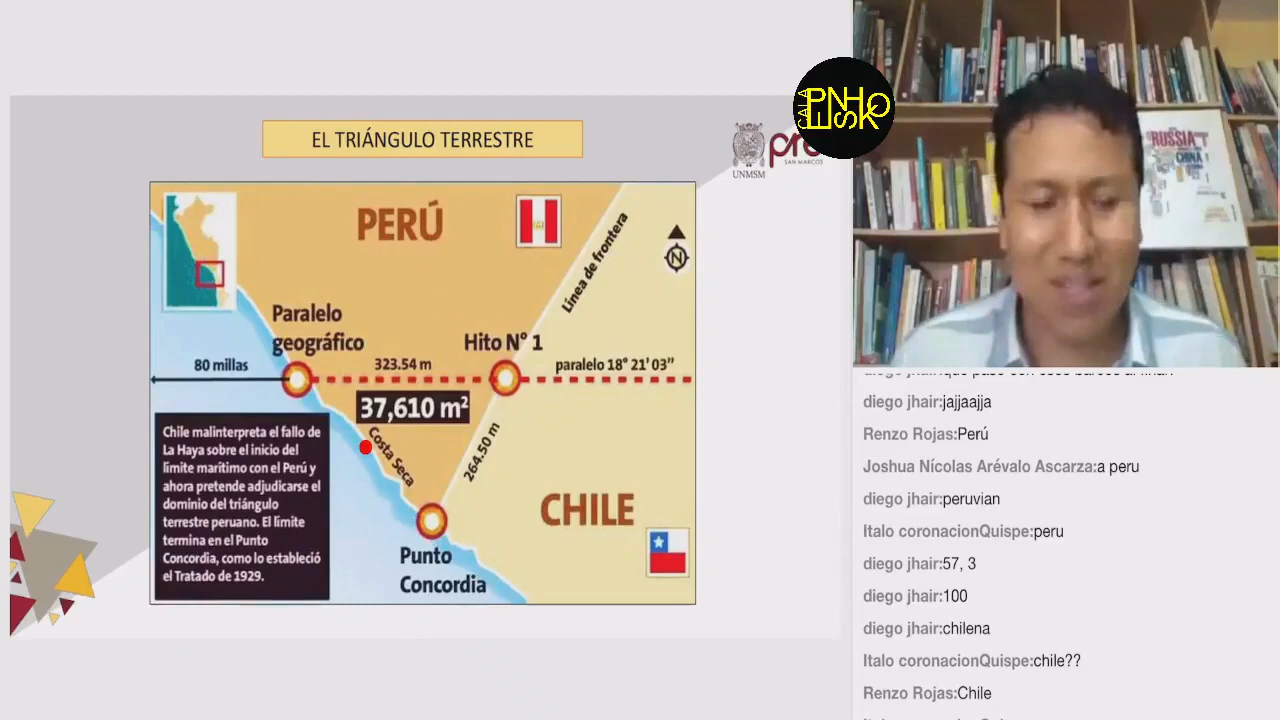 EL TRIÁNGULO TERRESTRE
UNMSM
SAN MARCOS
PERÚ
Línea de frontera
N
Paralelo
geográfico
Hito N° 1
80 millas
323.54 m
paralelo 18° 21' 03"
37,610 m²
Costa Seca
264.50 m
Chile malinterpreta el fallo de
La Haya sobre el inicio del
límite marítimo con el Perú y
ahora pretende adjudicarse el
dominio del triángulo
terrestre peruano. El límite
termina en el Punto
Concordia, como lo estableció
el Tratado de 1929.
CHILE
Punto
Concordia
RUSSIA
CHINA
diego jhair:jajjaajja
Renzo Rojas:Perú
Joshua Nícolas Arévalo Ascarza:a peru
diego jhair:peruvian
Italo coronacionQuispe:peru
diego jhair:57, 3
diego jhair:100
diego jhair:chilena
Italo coronacionQuispe:chile??
Renzo Rojas:Chile